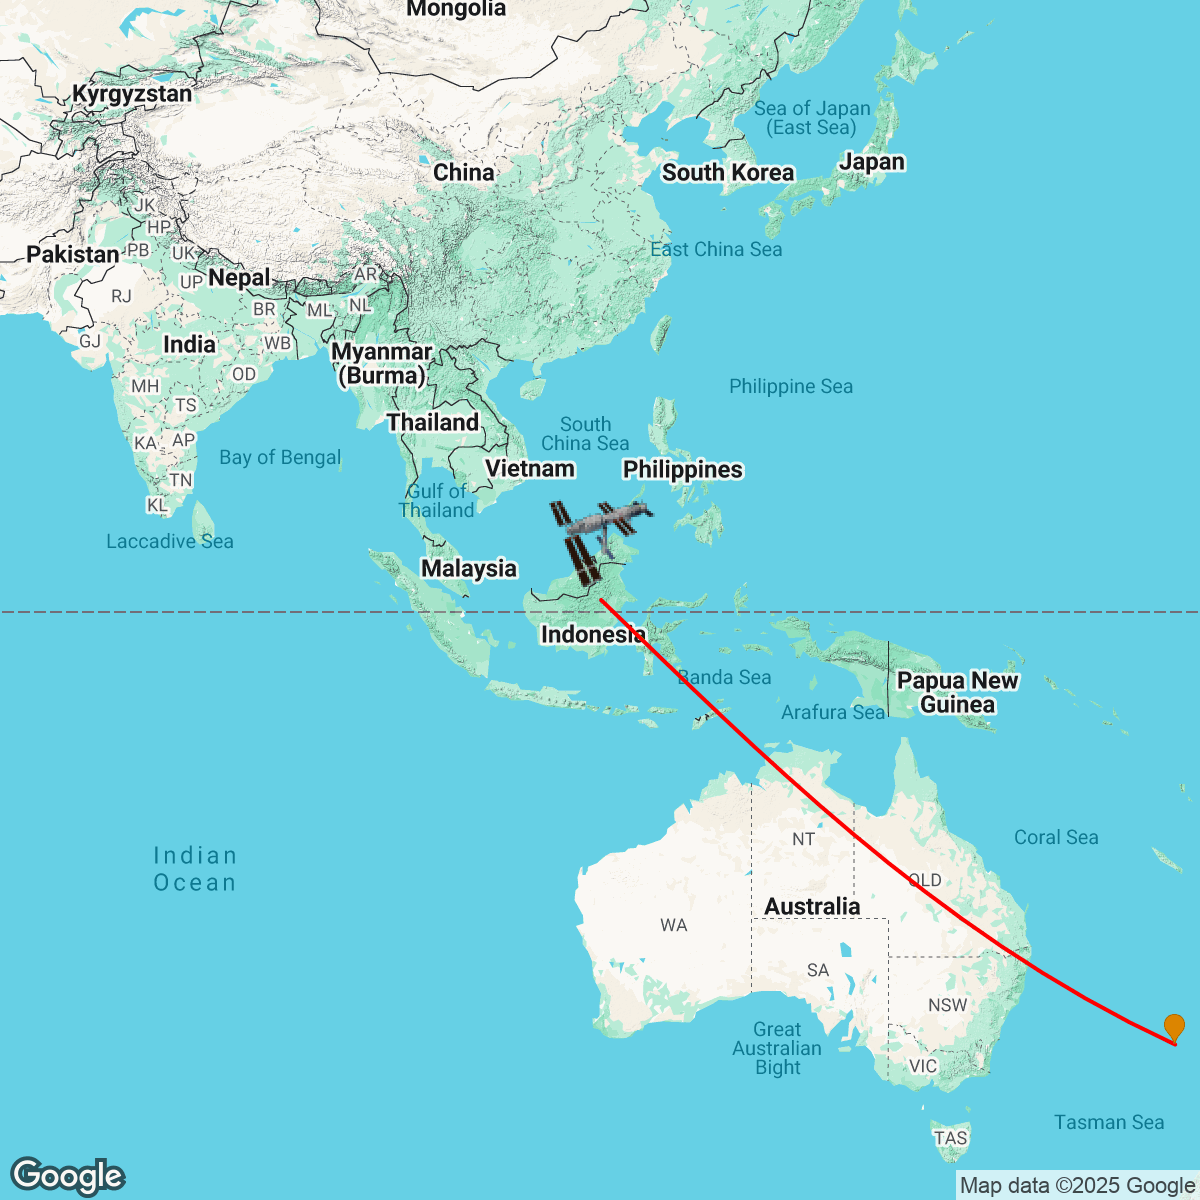 Mongolia
Kyrgyzstan
Sea of Japan
(East Sea)
China
South Korea
Japan
JK
HP
Pakistan
PB
UK
East China Sea
UP
Nepal
AR
RJ
BR
ML
NL
GJ
India
WB
Myanmar
(Burma)
MH
OD
Philippine Sea
TS
Thailand
South
China Sea
KA
AP
Bay of Bengal
Vietnam
Philippines
TN
Gulf of
Thailand
KL
Laccadive Sea
Malaysia
Indonesia
Banda Sea
Papua New
Guinea
Arafura Sea
NT
Coral Sea
Indian
Ocean
QLD
Australia
WA
SA
NSW
Great
Australian
Bight
VIC
Tasman Sea
TAS
Google
Map data ©2025 Google